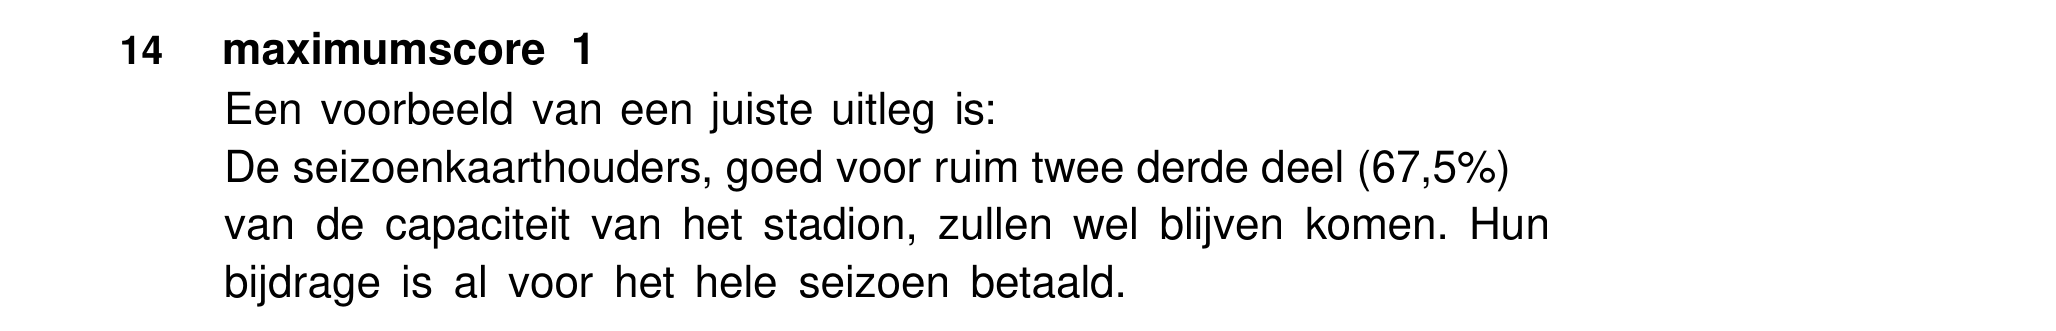 14 maximumscore 1
Een voorbeeld van een juiste uitleg is:
De seizoenkaarthouders, goed voor ruim twee derde deel (67,5%)
van de capaciteit van het stadion, zullen wel blijven komen. Hun
bijdrage is al voor het hele seizoen betaald.